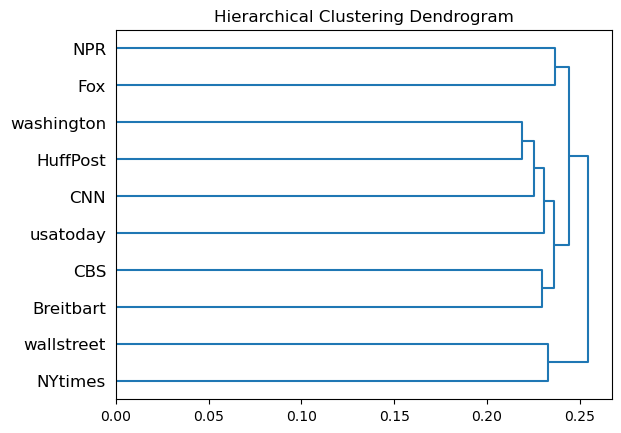 Hierarchical Clustering Dendrogram
NPR
Fox
washington
HuffPost
CNN
usatoday
CBS
Breitbart
wallstreet
NYtimes
0.00 0.05 0.10 0.15 0.20 0.25